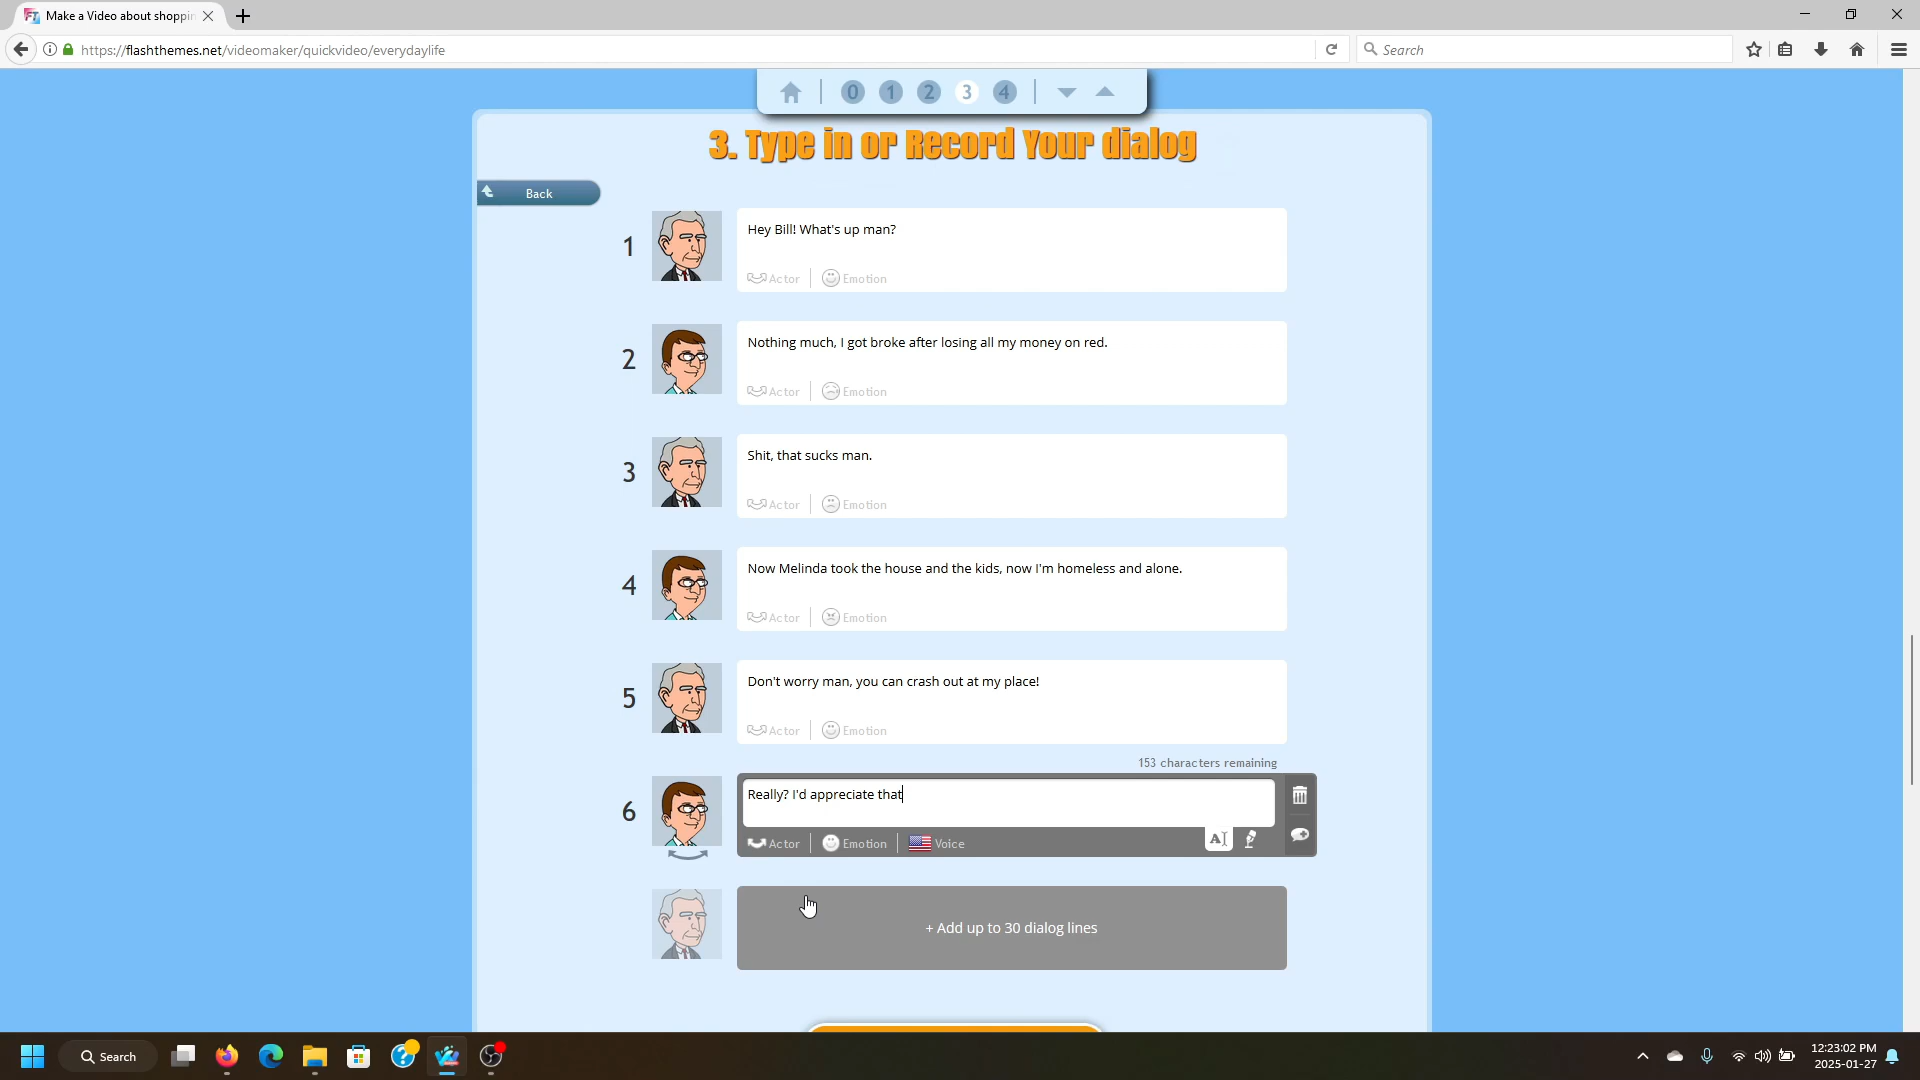 Make a Video about shoppin
https://flashthemes.net/videomaker/quickvideo/everydaylife
Search
0 1 2 3 4
3. Type in or Record Your dialog
Back
1
Hey Bill! What's up man?
Actor
Emotion
2
Nothing much, I got broke after losing all my money on red.
Actor
Emotion
3
Shit, that sucks man.
Actor
Emotion
4
Now Melinda took the house and the kids, now I'm homeless and alone.
Actor
Emotion
5
Don't worry man, you can crash out at my place!
Actor
Emotion
153 characters remaining
6
Really? I'd appreciate that
Actor
Emotion
Voice
A
+ Add up to 30 dialog lines
Search
12:23:02 PM
2025-01-27